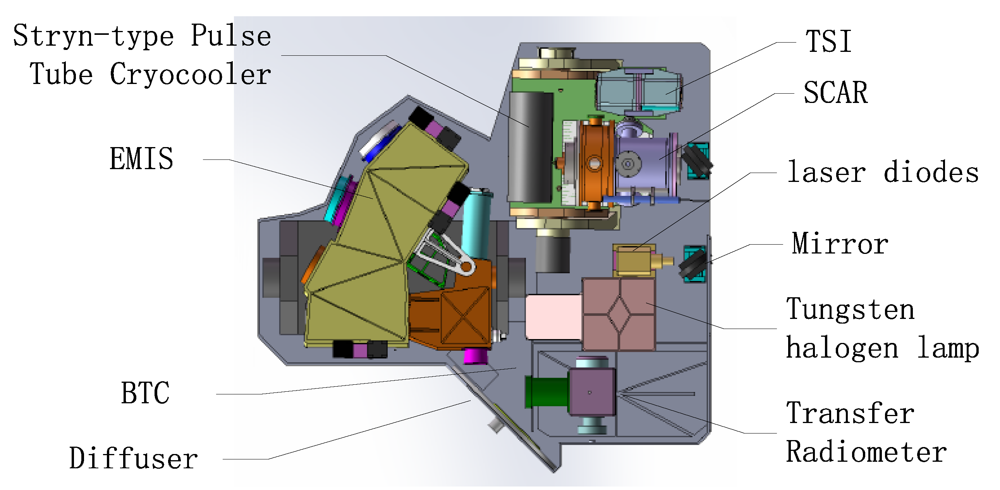 Stryn-type Pulse
Tube Cryocooler
EMIS
BTC
Diffuser
TSI
SCAR
laser diodes
Mirror
Tungsten
halogen lamp
Transfer
Radiometer